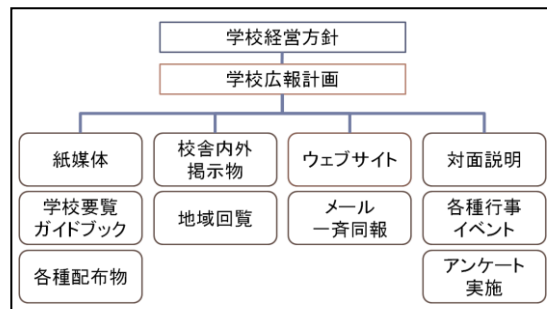 学校経営方針
学校広報計画
紙媒体
校舎内外
掲示物
ウェブサイト
対面説明
学校要覧
ガイドブック
地域回覧
メール
一斉同報
各種行事
イベント
各種配布物
アンケート
実施